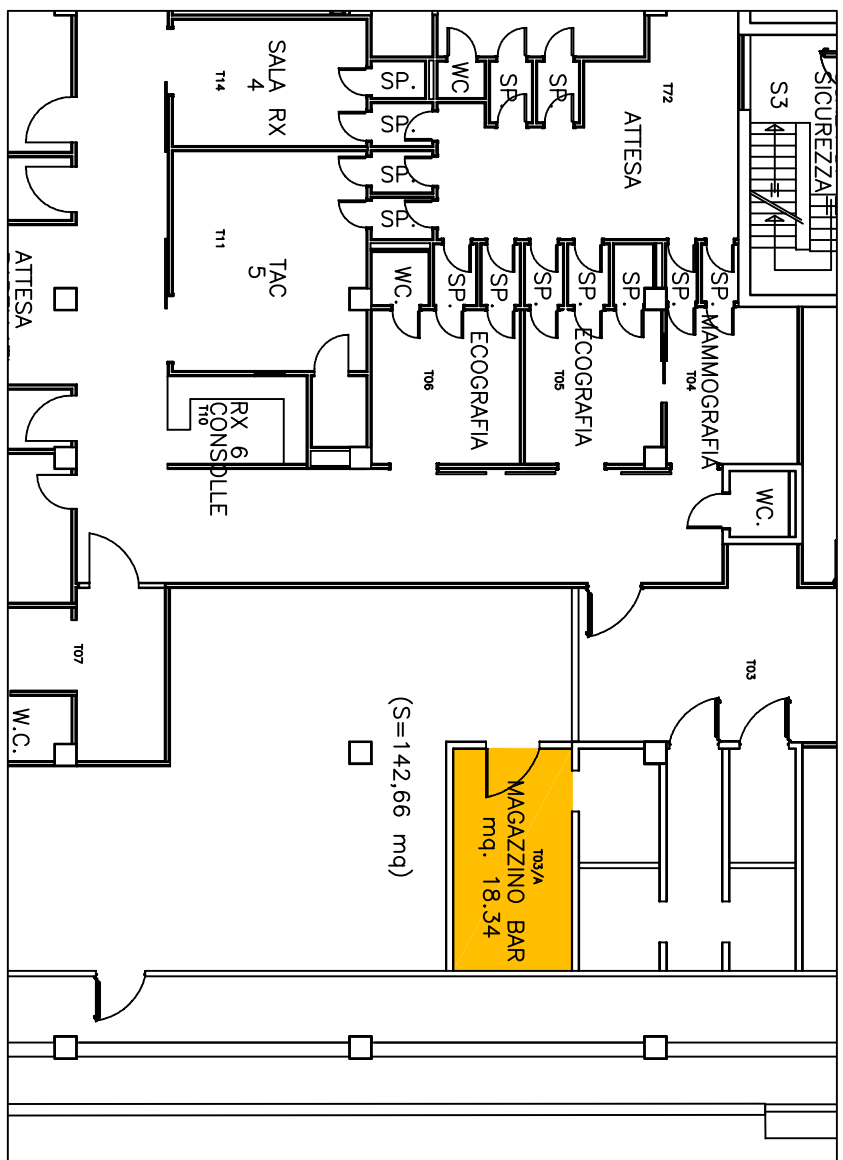 SALA RX
4
T14
SP.
WC
SP.
SP.
T72
ATTESA
S3
SICUREZZA
SP.
SP.
SP.
T11
TAC
5
ATTESA
WC.
SP.
SP.
SP.
SP.
SP.
SP.
SP.
T06
ECOGRAFIA
T05
ECOGRAFIA
T04
MAMMOGRAFIA
RX 6
CONSOLLE
T10
WC.
T07
W.C.
T03
(S=142,66 mq)
T03/A
MAGAZZINO BAR
mq. 18.34